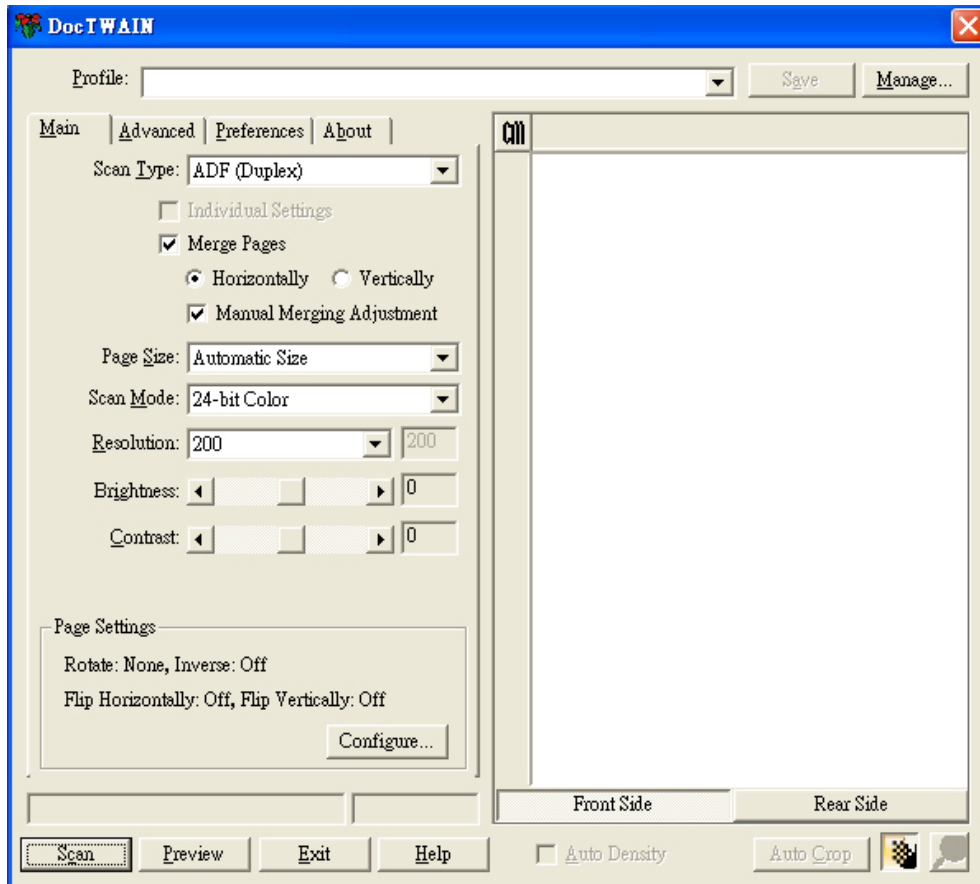 DocTWAIN
Profile:
Save
Manage...
Main Advanced Preferences About
Scan Type: ADF (Duplex)
Individual Settings
Merge Pages
Horizontally Vertically
Manual Merging Adjustment
Page Size: Automatic Size
Scan Mode: 24-bit Color
Resolution: 200 200
Brightness: 0
Contrast: 0
Page Settings
Rotate: None, Inverse: Off
Flip Horizontally: Off, Flip Vertically: Off
Configure...
Front Side Rear Side
Scan Preview Exit Help Auto Density Auto Crop